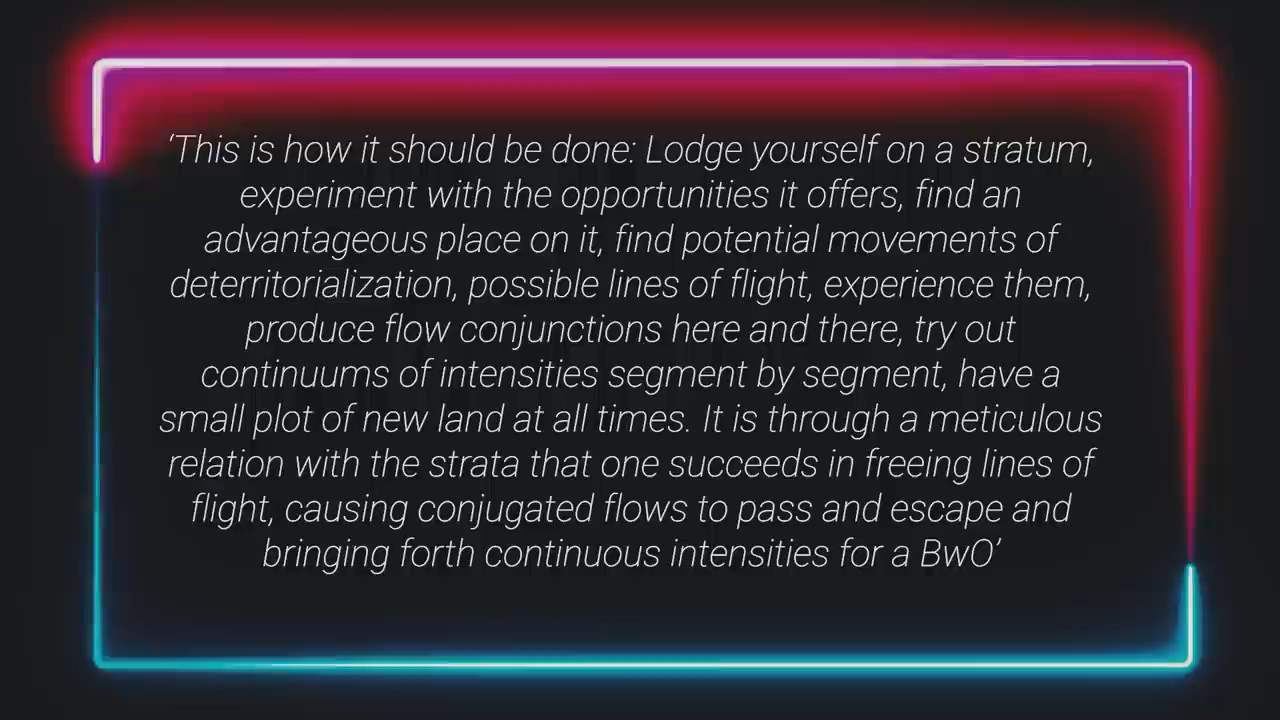 ‘This is how it should be done: Lodge yourself on a stratum,
experiment with the opportunities it offers, find an
advantageous place on it, find potential movements of
deterritorialization, possible lines of flight, experience them,
produce flow conjunctions here and there, try out
continuums of intensities segment by segment, have a
small plot of new land at all times. It is through a meticulous
relation with the strata that one succeeds in freeing lines of
flight, causing conjugated flows to pass and escape and
bringing forth continuous intensities for a BwO’